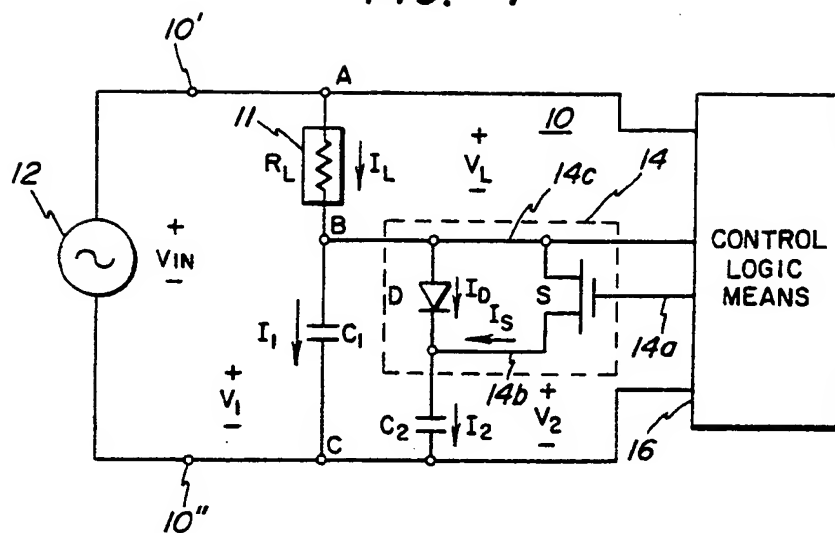 10'
A
11
10
+
VL
-
14c
14
RL
IL
12
+
VIN
-
B
CONTROL
LOGIC
MEANS
D
ID
S
IS
I1
C1
14a
14b
+
V1
-
+
V2
-
C2
I2
C
16
10"